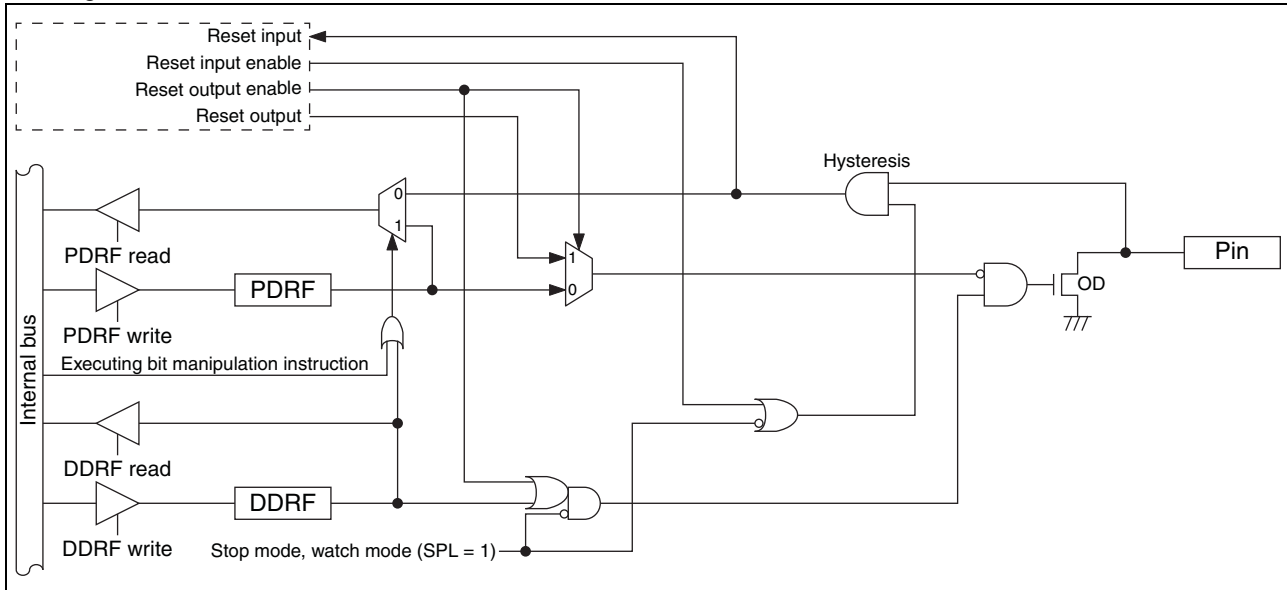 Reset input
Reset input enable
Reset output enable
Reset output
Hysteresis
0
1
PDRF read
1
0
Pin
OD
PDRF
PDRF write
Executing bit manipulation instruction
Internal bus
DDRF read
DDRF
DDRF write
Stop mode, watch mode (SPL = 1)